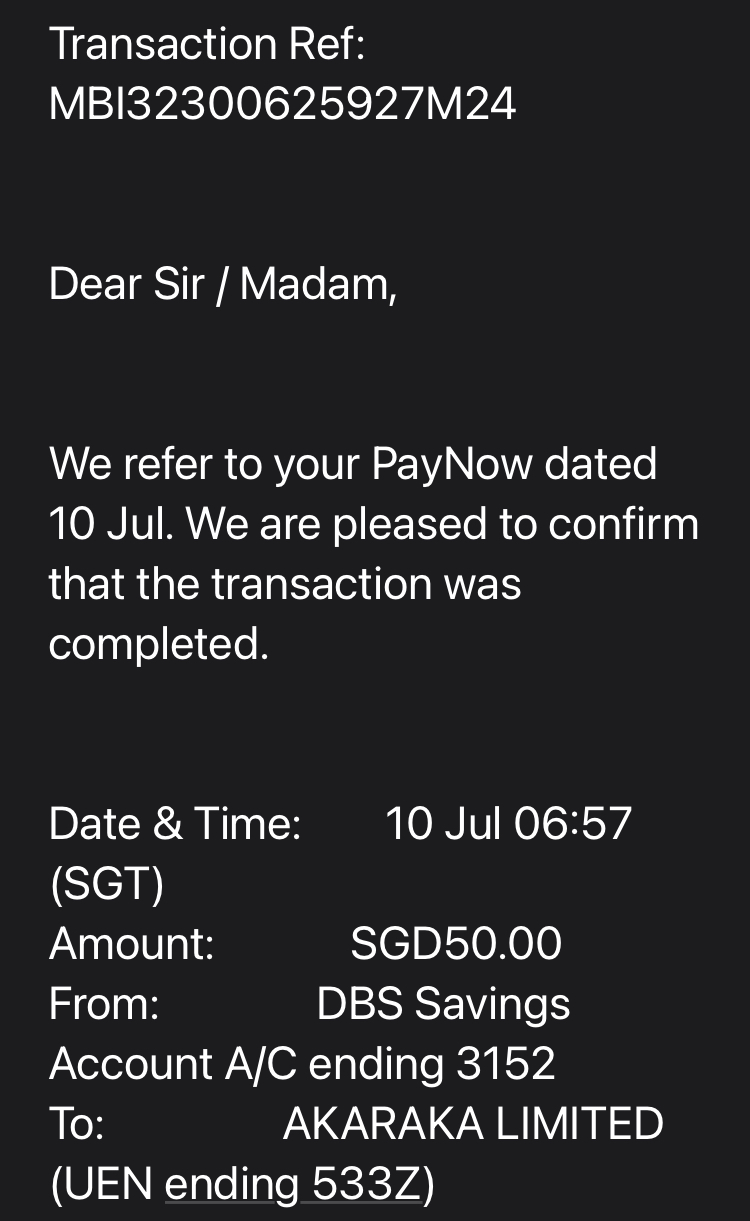 Transaction Ref:
MBI32300625927M24
Dear Sir / Madam,
We refer to your PayNow dated
10 Jul. We are pleased to confirm
that the transaction was
completed.
Date & Time: 10 Jul 06:57
(SGT)
Amount: SGD50.00
From: DBS Savings
Account A/C ending 3152
To: AKARAKA LIMITED
(UEN ending 533Z)